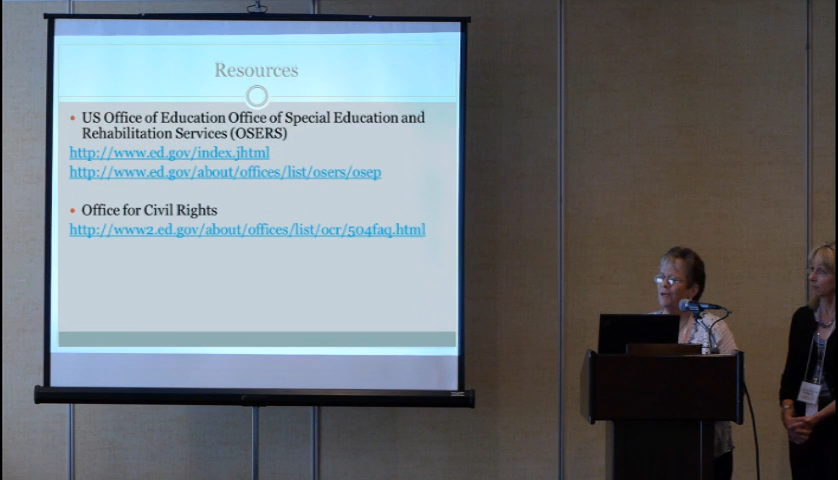 Resources
• US Office of Education Office of Special Education and
Rehabilitation Services (OSERS)
http://www.ed.gov/index.jhtml
http://www.ed.gov/about/offices/list/osers/osep
• Office for Civil Rights
http://www2.ed.gov/about/offices/list/ocr/504faq.html